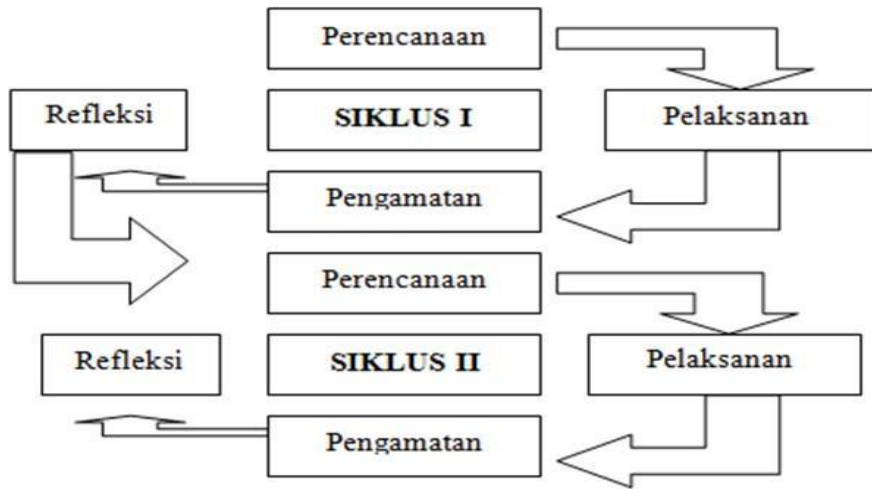 Perencanaan
Refleksi
SIKLUS I
Pelaksanan
Pengamatan
Perencanaan
Refleksi
SIKLUS II
Pelaksanan
Pengamatan